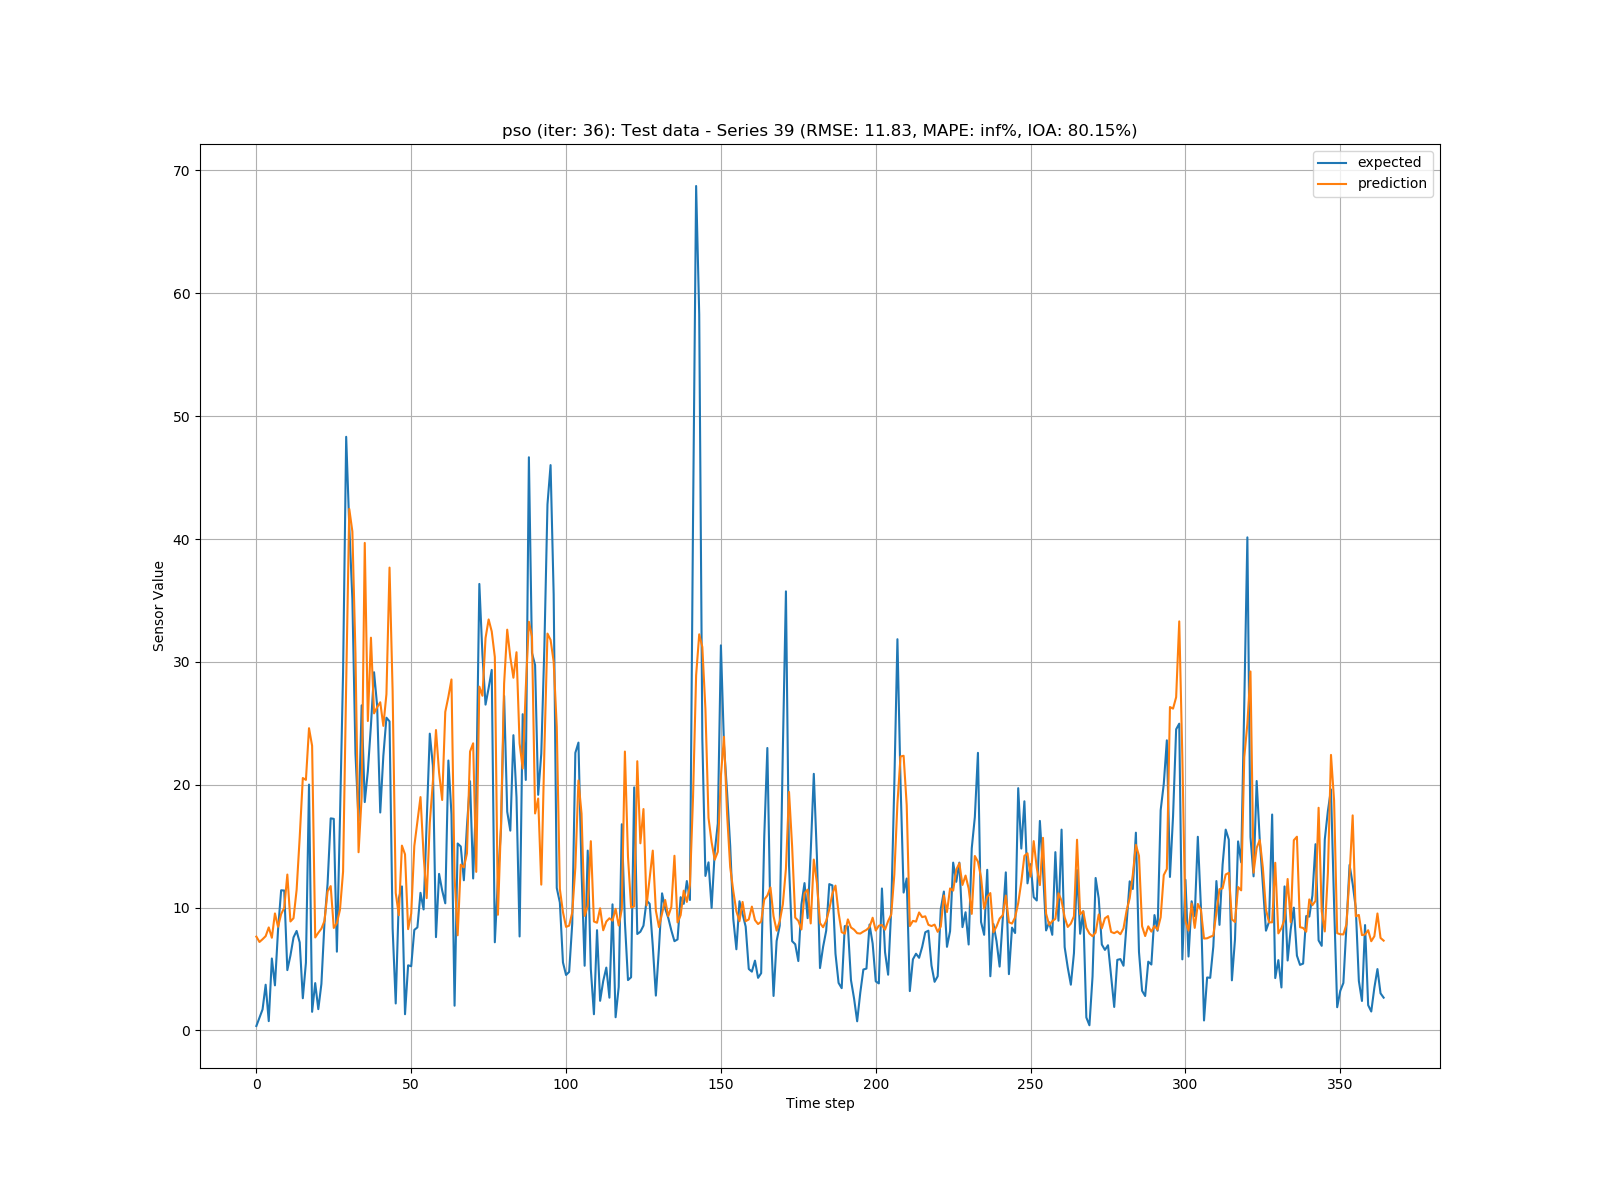 pso (iter: 36): Test data - Series 39 (RMSE: 11.83, MAPE: inf%, IOA: 80.15%)
expected
prediction
70
60
50
40
30
20
10
0
Sensor Value
0 50 100 150 200 250 300 350
Time step